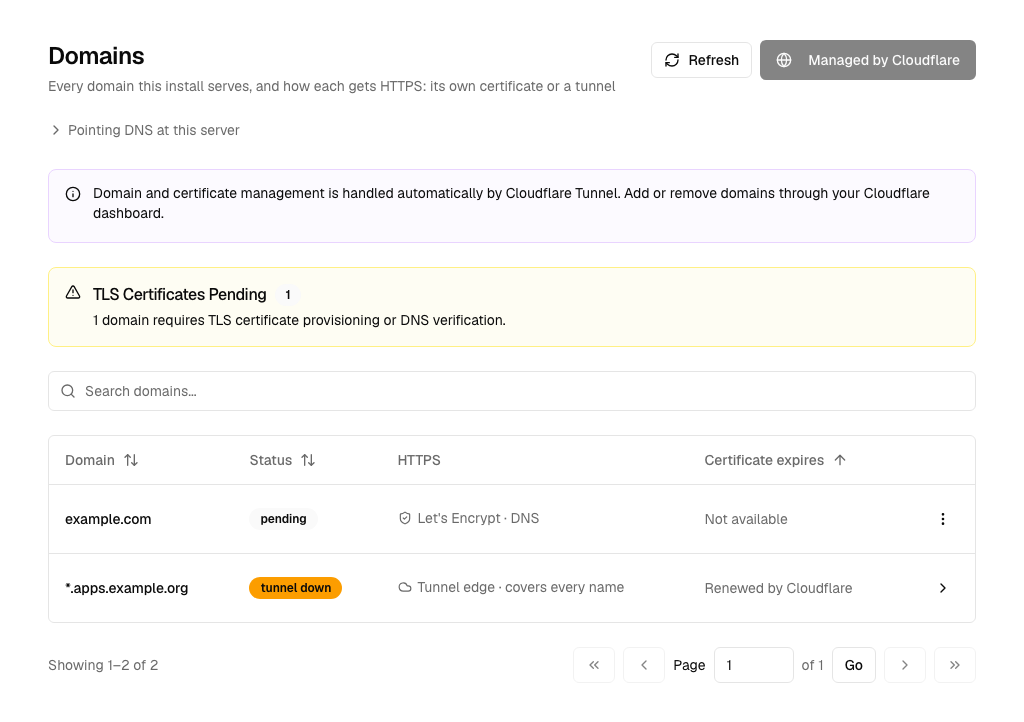 Domains
Refresh
Managed by Cloudflare
Every domain this install serves, and how each gets HTTPS: its own certificate or a tunnel
Pointing DNS at this server
Domain and certificate management is handled automatically by Cloudflare Tunnel. Add or remove domains through your Cloudflare
dashboard.
TLS Certificates Pending 1
1 domain requires TLS certificate provisioning or DNS verification.
Search domains...
Domain Status HTTPS Certificate expires
example.com pending Let's Encrypt · DNS Not available
*.apps.example.org tunnel down Tunnel edge · covers every name Renewed by Cloudflare
Showing 1–2 of 2 Page 1 of 1 Go